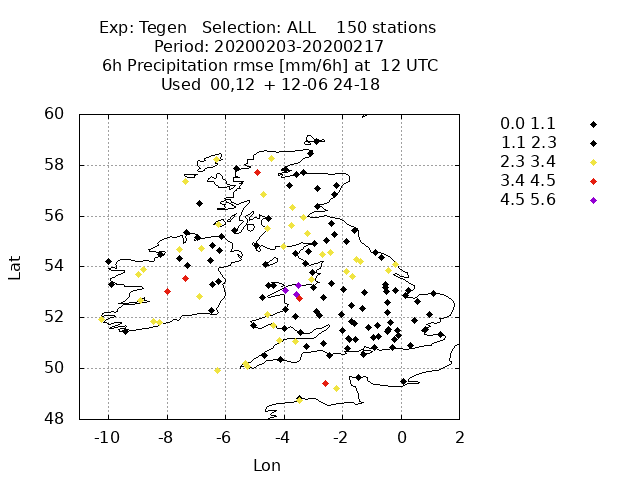 Exp: Tegen   Selection: ALL    150 stations
Period: 20200203-20200217
6h Precipitation rmse [mm/6h] at  12 UTC
Used  00,12  + 12-06 24-18
60
58
56
54
52
50
48
Lat
-10 -8 -6 -4 -2 0 2
Lon
0.0 1.1
1.1 2.3
2.3 3.4
3.4 4.5
4.5 5.6